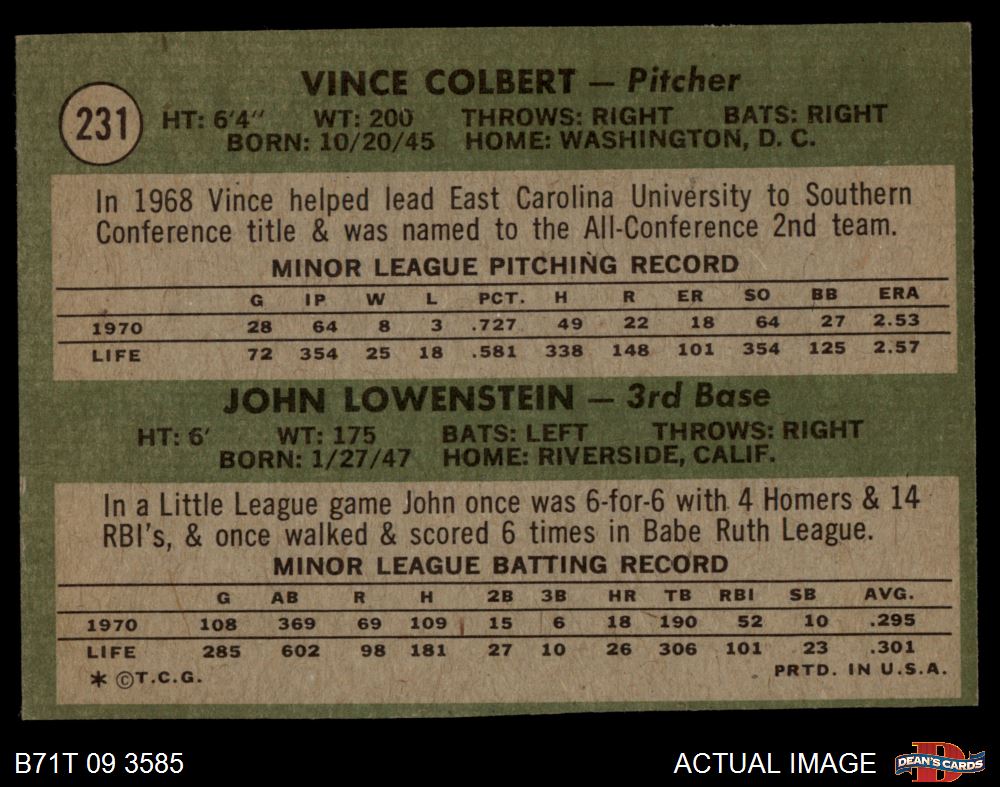 VINCE COLBERT — Pitcher
231
HT: 6'4" WT: 200 THROWS: RIGHT BATS: RIGHT
BORN: 10/20/45 HOME: WASHINGTON, D. C.
In 1968 Vince helped lead East Carolina University to Southern
Conference title & was named to the All-Conference 2nd team.
MINOR LEAGUE PITCHING RECORD
G IP W L PCT. H R ER SO BB ERA
1970 28 64 8 3 .727 49 22 18 64 27 2.53
LIFE 72 354 25 18 .581 338 148 101 354 125 2.57
JOHN LOWENSTEIN — 3rd Base
HT: 6' WT: 175 BATS: LEFT THROWS: RIGHT
BORN: 1/27/47 HOME: RIVERSIDE, CALIF.
In a Little League game John once was 6-for-6 with 4 Homers & 14
RBI's, & once walked & scored 6 times in Babe Ruth League.
MINOR LEAGUE BATTING RECORD
G AB R H 2B 3B HR TB RBI SB AVG.
1970 108 369 69 109 15 6 18 190 52 10 .295
LIFE 285 602 98 181 27 10 26 306 101 23 .301
* ©T.C.G. PRTD. IN U.S.A.
B71T 09 3585 ACTUAL IMAGE D DEAN'S CARDS